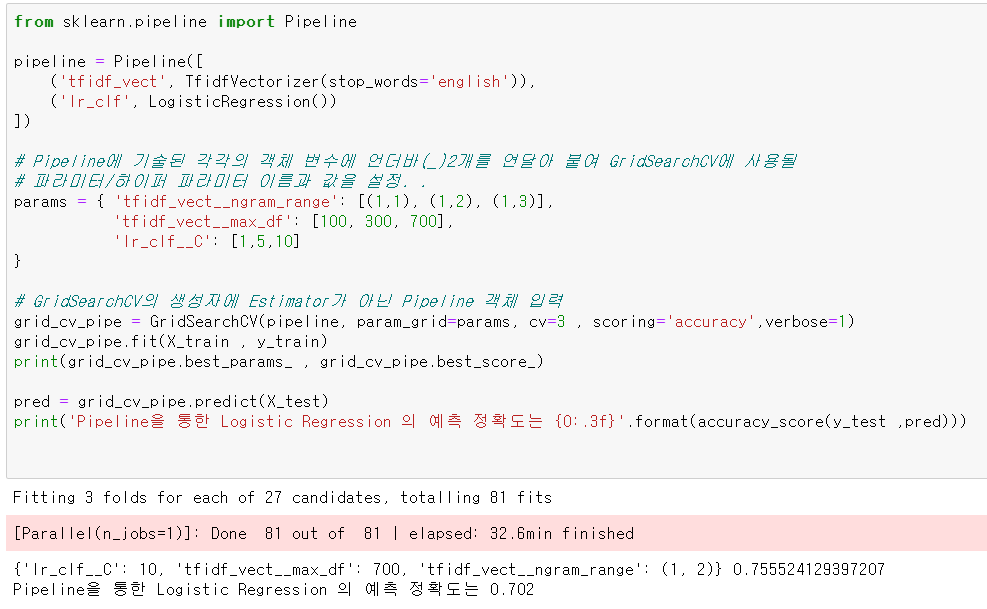 from sklearn.pipeline import Pipeline
pipeline = Pipeline([
    ('tfidf_vect', TfidfVectorizer(stop_words='english')),
    ('lr_clf', LogisticRegression())
])
# Pipeline에 기술된 각각의 객체 변수에 언더바(_)2개를 연달아 붙여 GridSearchCV에 사용될
# 파라미터/하이퍼 파라미터 이름과 값을 설정. .
params = { 'tfidf_vect__ngram_range': [(1,1), (1,2), (1,3)],
           'tfidf_vect__max_df': [100, 300, 700],
           'lr_clf__C': [1,5,10]
}
# GridSearchCV의 생성자에 Estimator가 아닌 Pipeline 객체 입력
grid_cv_pipe = GridSearchCV(pipeline, param_grid=params, cv=3 , scoring='accuracy',verbose=1)
grid_cv_pipe.fit(X_train , y_train)
print(grid_cv_pipe.best_params_ , grid_cv_pipe.best_score_)
pred = grid_cv_pipe.predict(X_test)
print('Pipeline을 통한 Logistic Regression 의 예측 정확도는 {0:.3f}'.format(accuracy_score(y_test ,pred)))
Fitting 3 folds for each of 27 candidates, totalling 81 fits
[Parallel(n_jobs=1)]: Done  81 out of  81 | elapsed: 32.6min finished
{'lr_clf__C': 10, 'tfidf_vect__max_df': 700, 'tfidf_vect__ngram_range': (1, 2)} 0.755524129397207
Pipeline을 통한 Logistic Regression 의 예측 정확도는 0.702